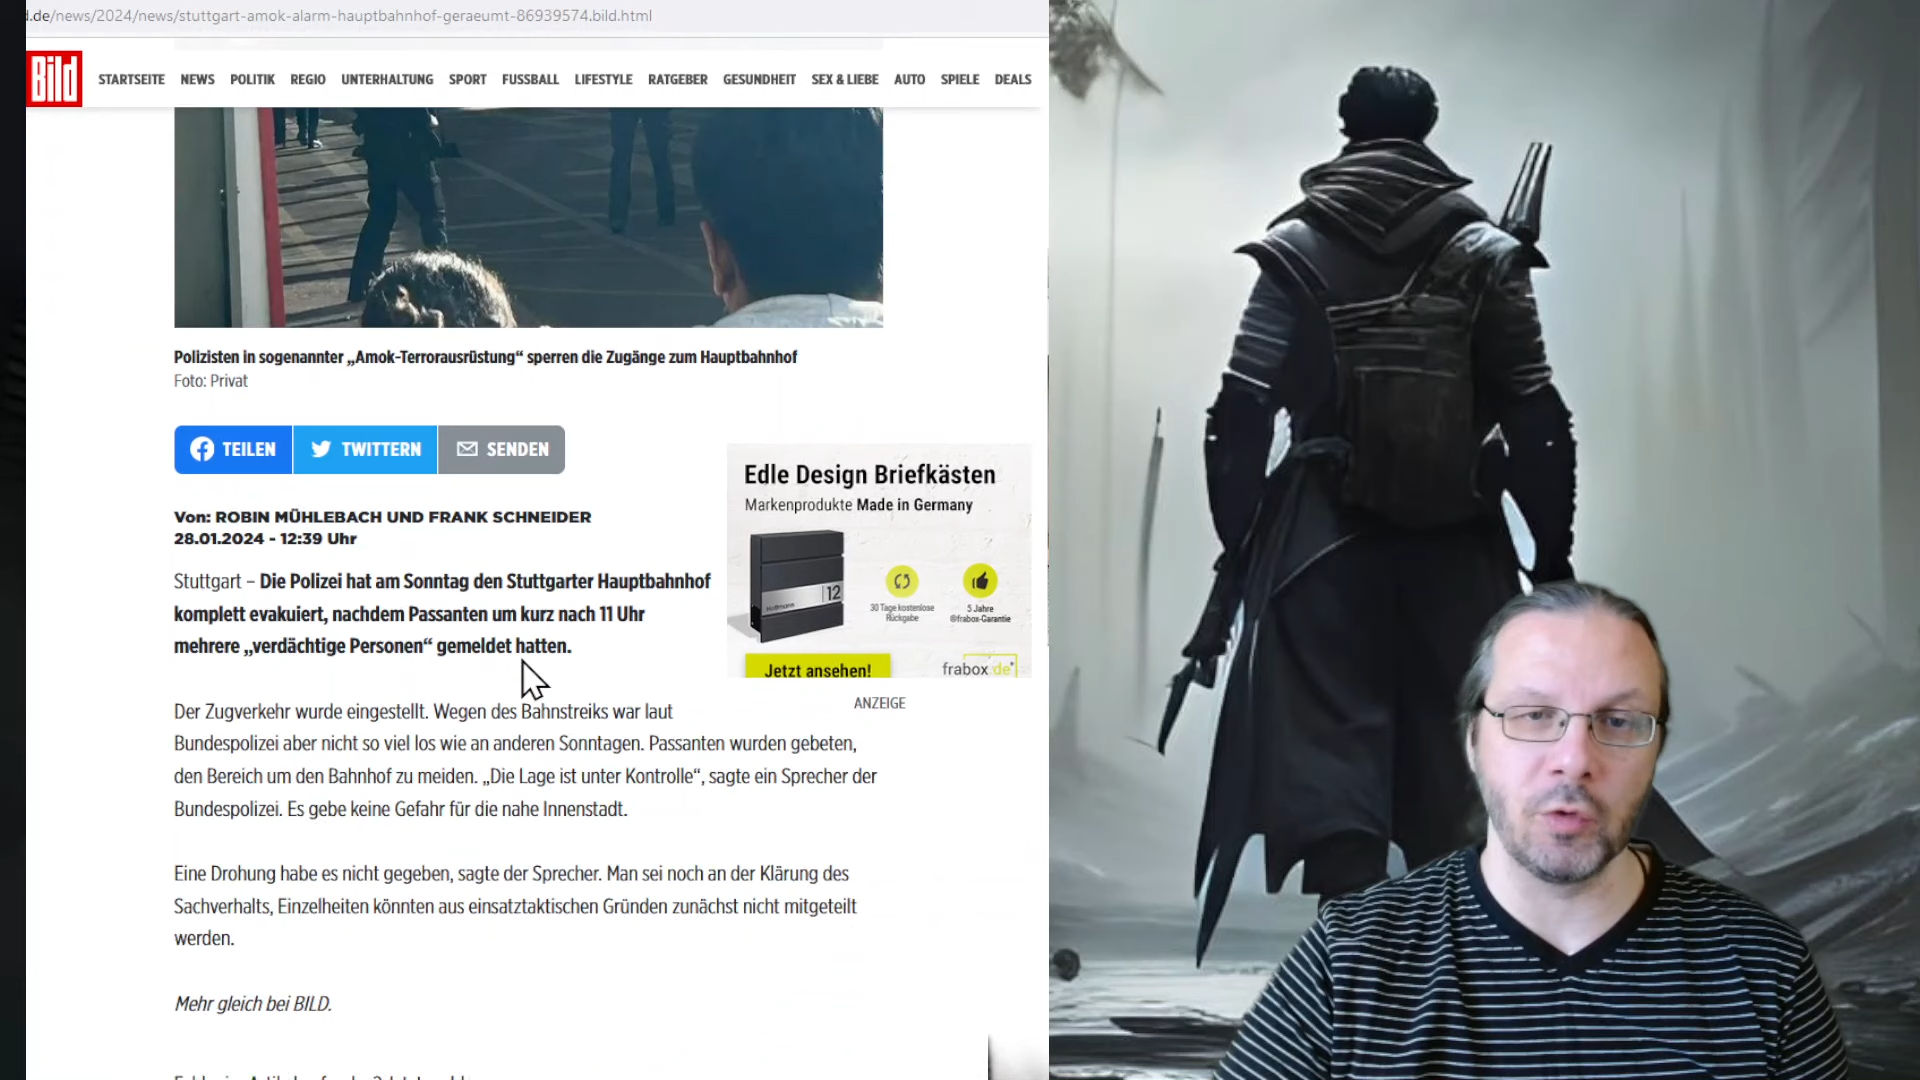 .de/news/2024/news/stuttgart-amok-alarm-hauptbahnhof-geraeumt-86939574.bild.html
Bild STARTSEITE NEWS POLITIK REGIO UNTERHALTUNG SPORT FUSSBALL LIFESTYLE RATGEBER GESUNDHEIT SEX & LIEBE AUTO SPIELE DEALS
Polizisten in sogenannter „Amok-Terrorausrüstung“ sperren die Zugänge zum Hauptbahnhof
Foto: Privat
TEILEN TWITTERN SENDEN
Von: ROBIN MÜHLEBACH UND FRANK SCHNEIDER
28.01.2024 - 12:39 Uhr
Stuttgart – Die Polizei hat am Sonntag den Stuttgarter Hauptbahnhof
komplett evakuiert, nachdem Passanten um kurz nach 11 Uhr
mehrere „verdächtige Personen“ gemeldet hatten.
Edle Design Briefkästen
Markenprodukte Made in Germany
Hoffmann 12
30 Tage kostenlose
Rückgabe
5 Jahre
@frabox-Garantie
Jetzt ansehen!
frabox.de
ANZEIGE
Der Zugverkehr wurde eingestellt. Wegen des Bahnstreiks war laut
Bundespolizei aber nicht so viel los wie an anderen Sonntagen. Passanten wurden gebeten,
den Bereich um den Bahnhof zu meiden. „Die Lage ist unter Kontrolle“, sagte ein Sprecher der
Bundespolizei. Es gebe keine Gefahr für die nahe Innenstadt.
Eine Drohung habe es nicht gegeben, sagte der Sprecher. Man sei noch an der Klärung des
Sachverhalts, Einzelheiten könnten aus einsatztaktischen Gründen zunächst nicht mitgeteilt
werden.
Mehr gleich bei BILD.